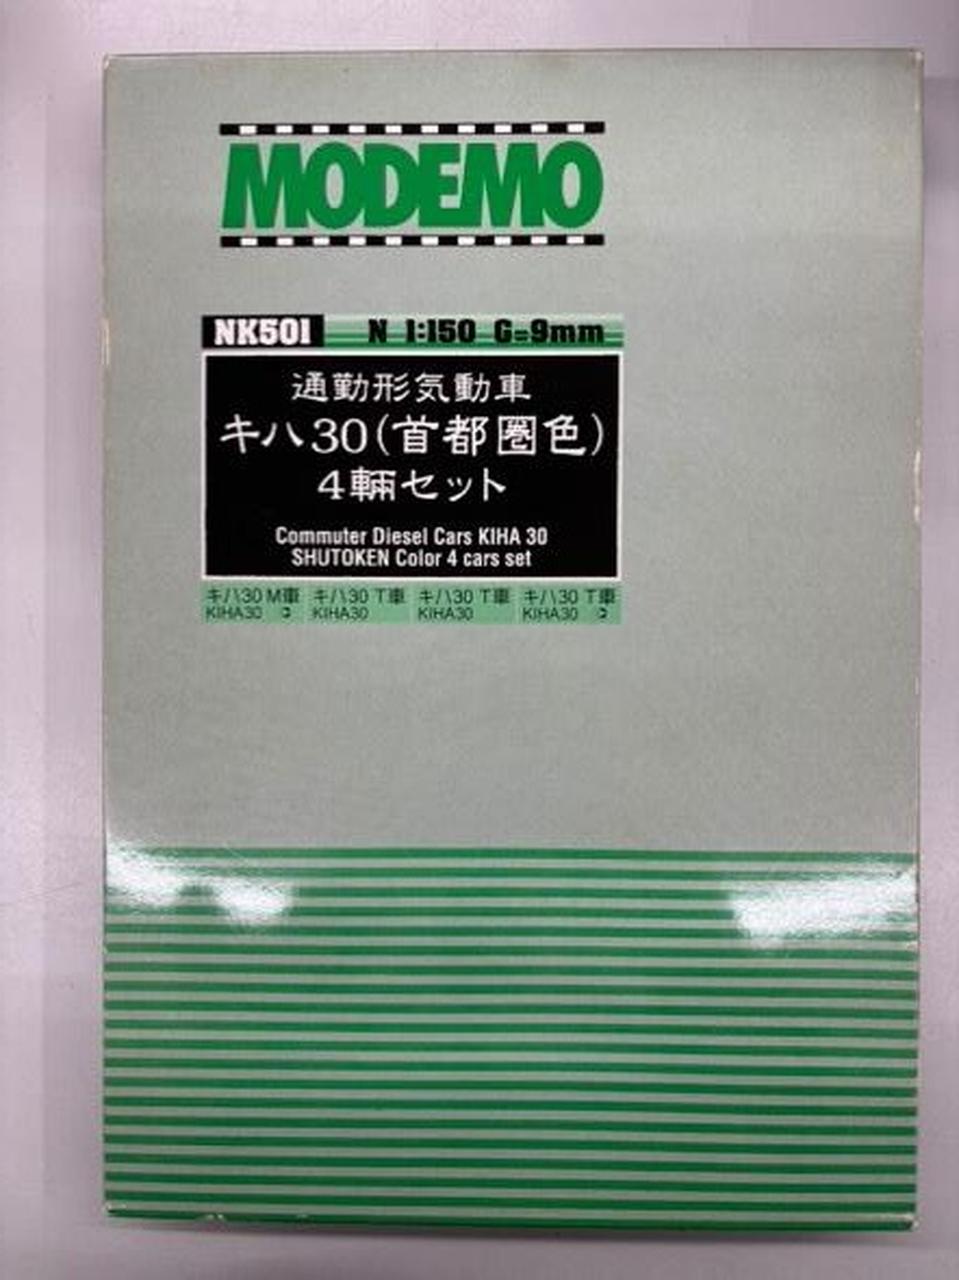 MODEMO
NK501 N 1:150 G=9mm
通勤形気動車
キハ30(首都圏色)
4輛セット
Commuter Diesel Cars KIHA 30
SHUTOKEN Color 4 cars set
キハ30 M車 キハ30 T車 キハ30 T車 キハ30 T車
KIHA30 KIHA30 KIHA30 KIHA30